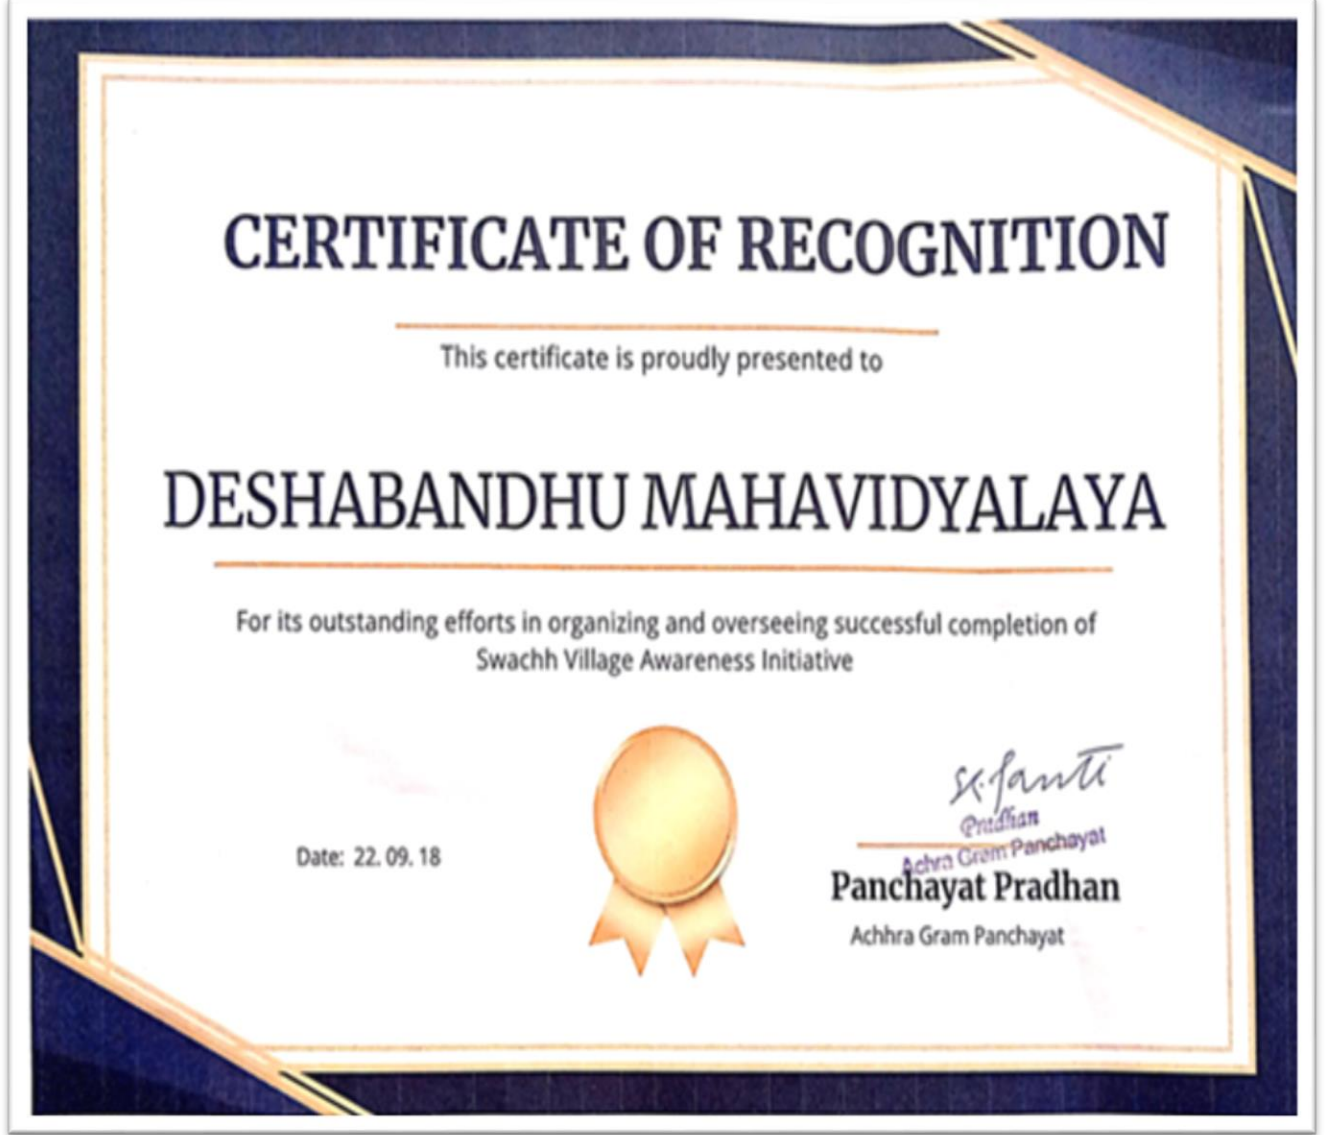 CERTIFICATE OF RECOGNITION
This certificate is proudly presented to
DESHABANDHU MAHAVIDYALAYA
For its outstanding efforts in organizing and overseeing successful completion of
Swachh Village Awareness Initiative
Date: 22. 09. 18
Pradhan
Achra Gram Panchayat
Panchayat Pradhan
Achhra Gram Panchayat